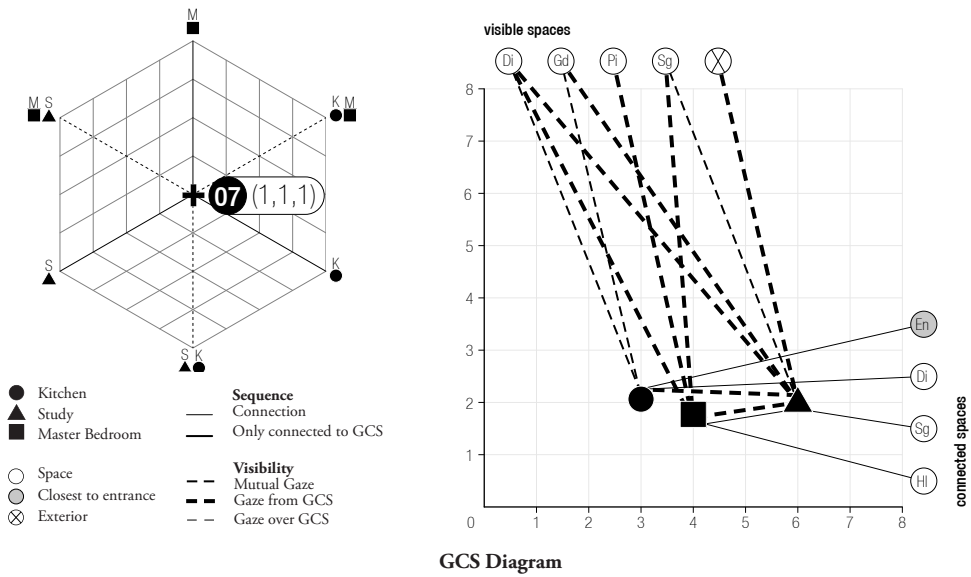 M
M S
K M
07 (1,1,1)
S
K
S K
Kitchen
Study
Master Bedroom
Space
Closest to entrance
Exterior
Sequence
Connection
Only connected to GCS
Visibility
Mutual Gaze
Gaze from GCS
Gaze over GCS
visible spaces
Di Gd Pi Sg
8
7
6
5
4
3
2
1
0 1 2 3 4 5 6 7 8
En
Di
Sg
Hl
connected spaces
GCS Diagram